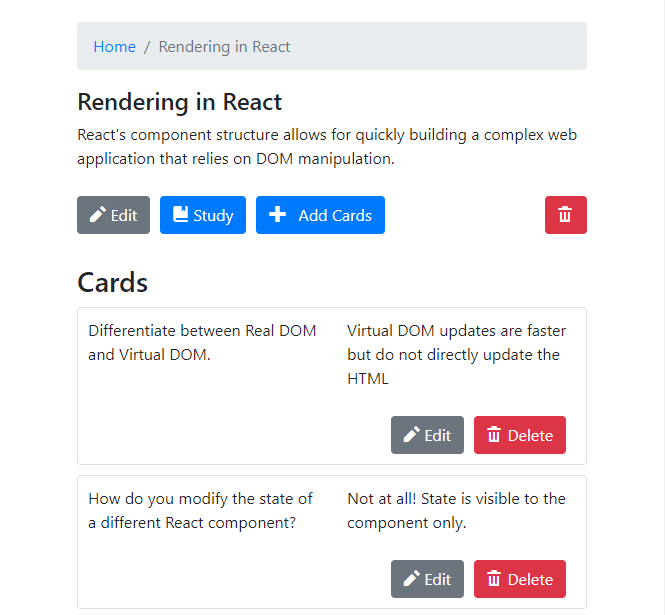 Home / Rendering in React
Rendering in React
React's component structure allows for quickly building a complex web
application that relies on DOM manipulation.
Edit Study Add Cards
Cards
Differentiate between Real DOM
and Virtual DOM.
Virtual DOM updates are faster
but do not directly update the
HTML
Edit Delete
How do you modify the state of
a different React component?
Not at all! State is visible to the
component only.
Edit Delete